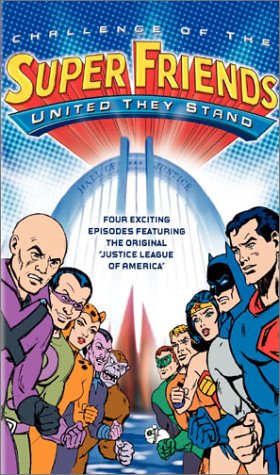 CHALLENGE OF THE
SUPER FRIENDS
UNITED THEY STAND
HALL OF JUSTICE
FOUR EXCITING
EPISODES FEATURING
THE ORIGINAL
"JUSTICE LEAGUE
OF AMERICA"